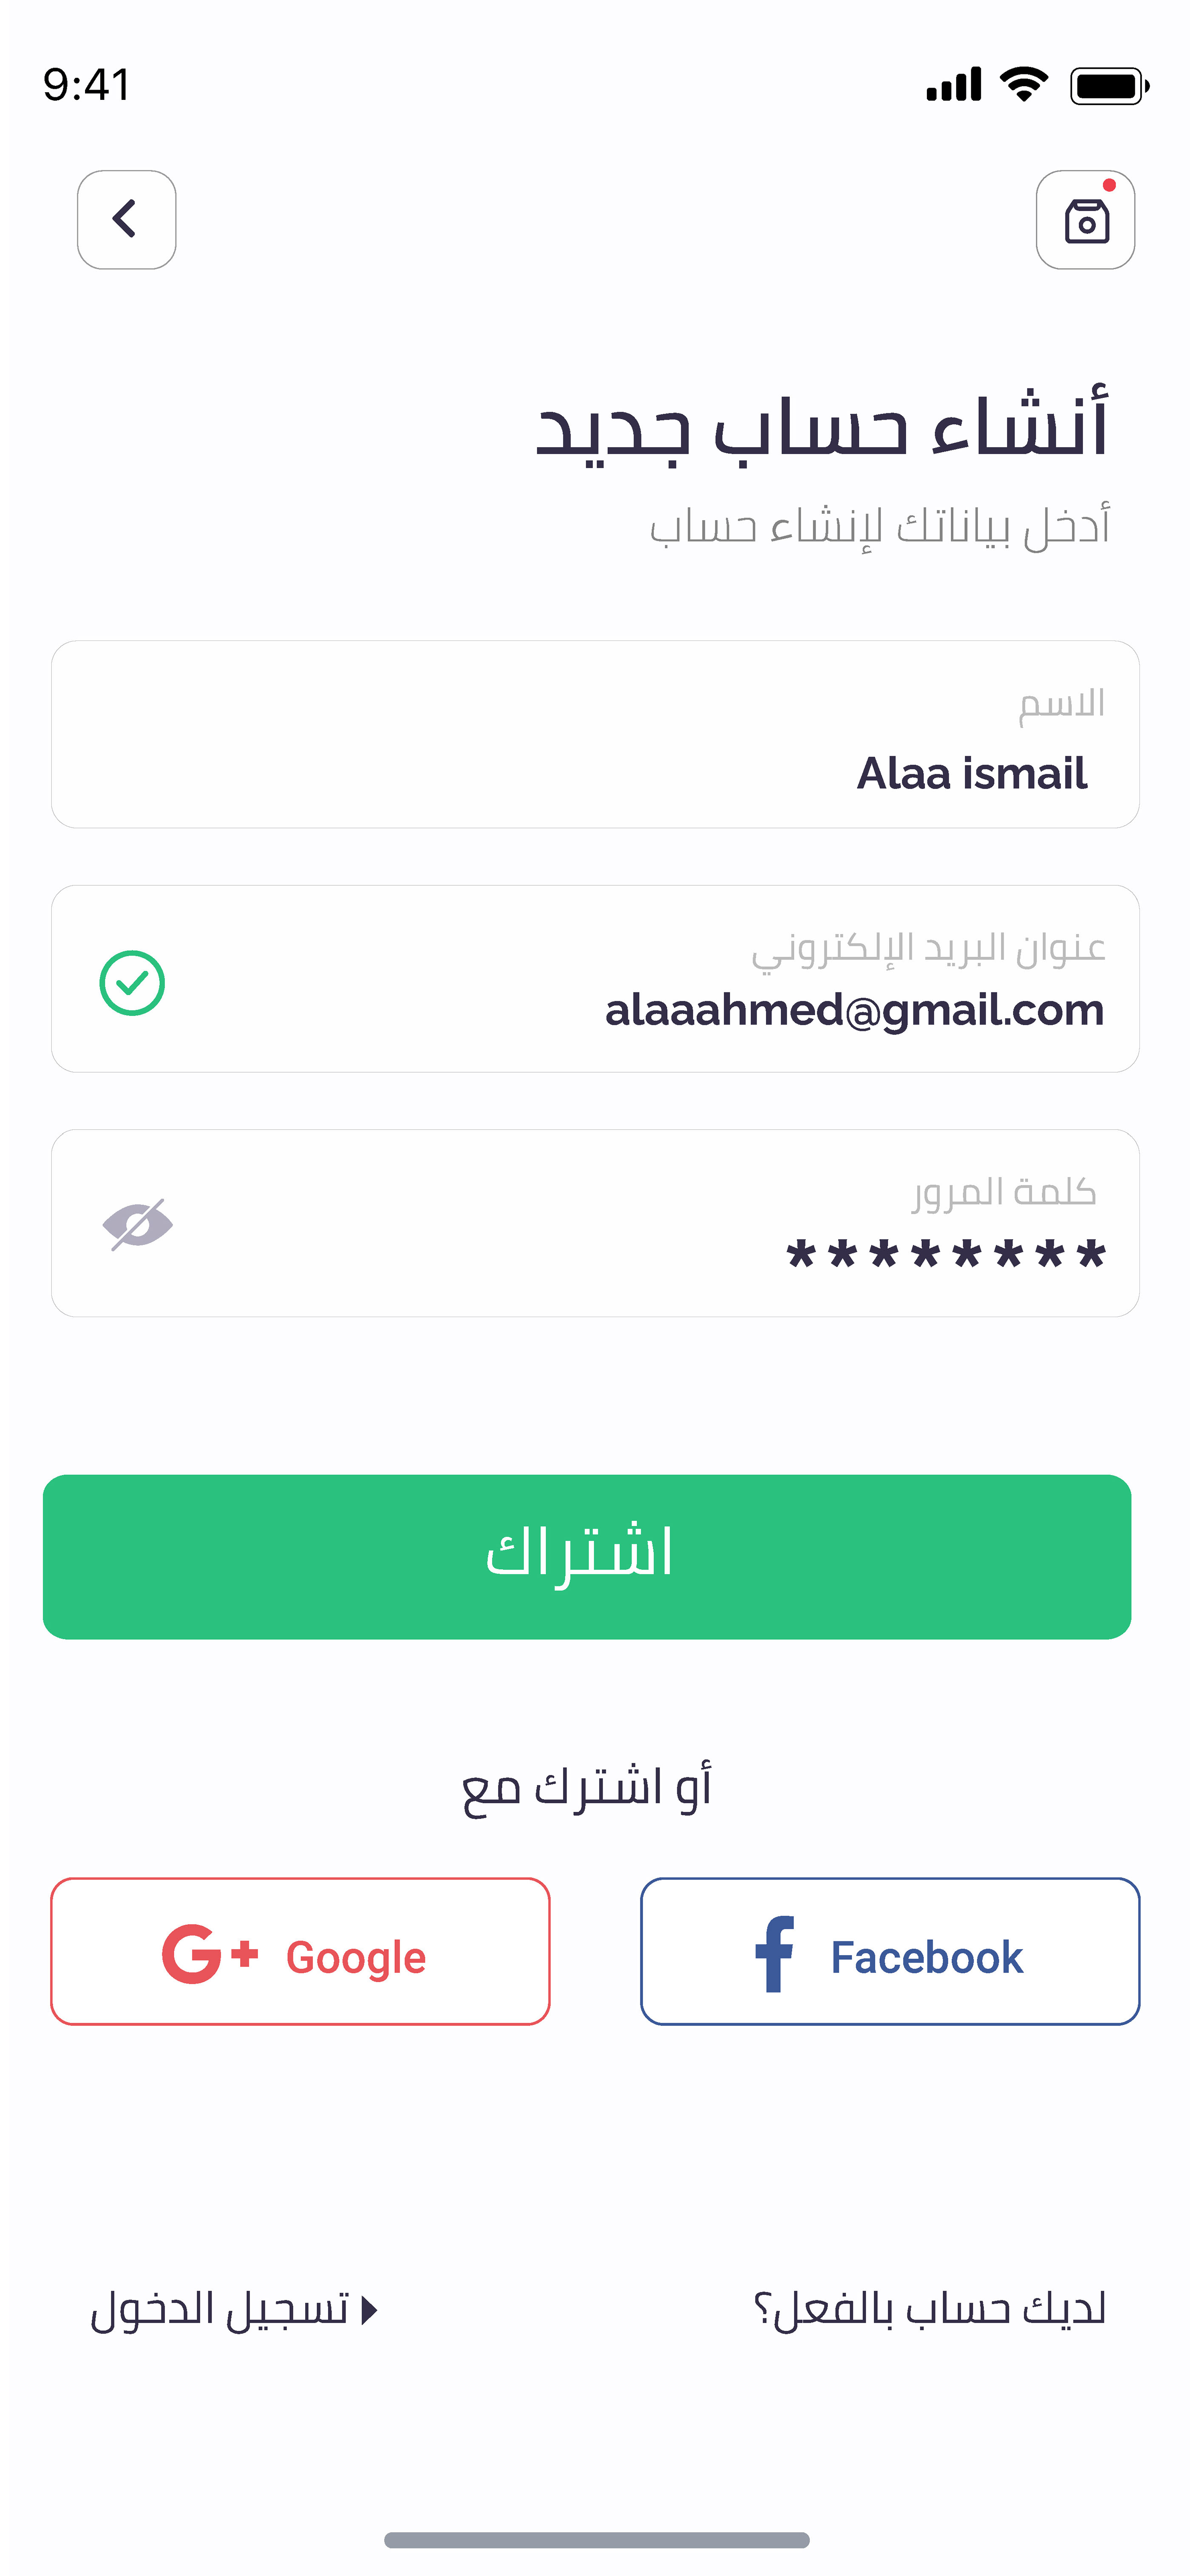 9:41
أنشاء حساب جديد
أدخل بياناتك لإنشاء حساب
الاسم
Alaa ismail
عنوان البريد الإلكتروني
alaaahmed@gmail.com
كلمة المرور
********
اشتراك
أو اشترك مع
Facebook
G+ Google
لديك حساب بالفعل؟
تسجيل الدخول